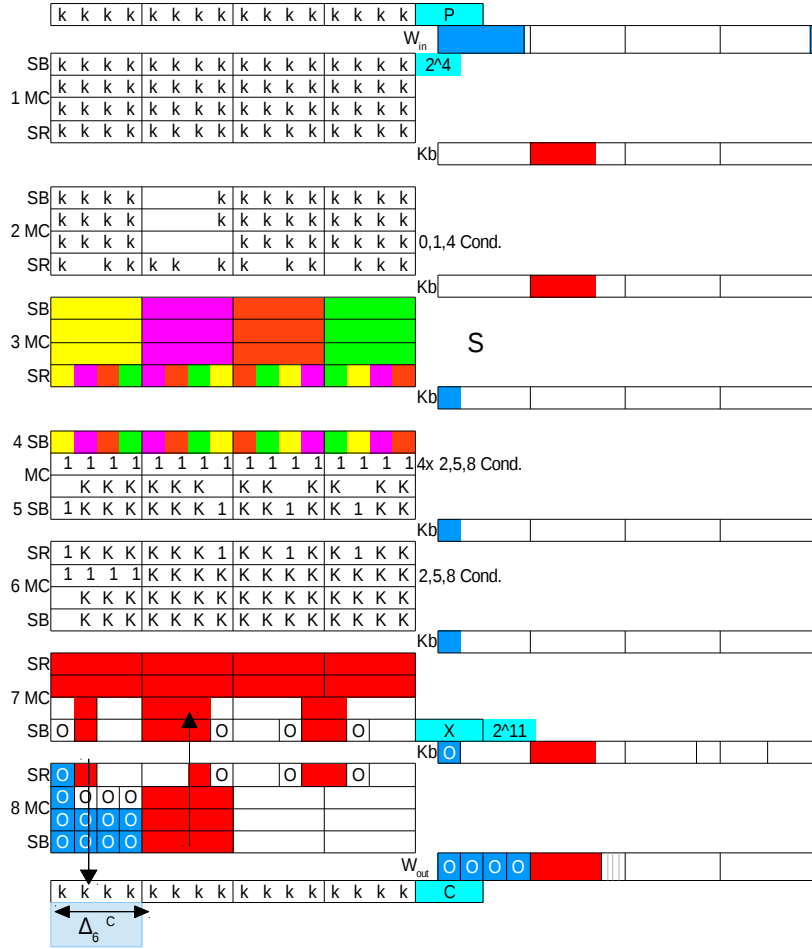 k k k k k k k k k k k k k k k k P
W_in
SB k k k k k k k k k k k k k k k k 2^4
k k k k k k k k k k k k k k k k
1 MC
k k k k k k k k k k k k k k k k
SR k k k k k k k k k k k k k k k k
Kb
SB k k k k k k k k k k k k k
k k k k k k k k k k k k k
2 MC
k k k k k k k k k k k k 0,1,4 Cond.
SR k k k k k k k k k k k k
Kb
SB
3 MC S
SR
Kb
4 SB
1 1 1 1 1 1 1 1 1 1 1 1 1 1 1 1 4x 2,5,8 Cond.
MC
K K K K K K K K K K K K
5 SB 1 K K K K K K 1 K K 1 K K 1 K K
Kb
SR 1 K K K K K K 1 K K 1 K K 1 K K
1 1 1 1 K K K K K K K K K K K K 2,5,8 Cond.
6 MC
K K K K K K K K K K K K K K K
SB K K K K K K K K K K K K K K K
Kb
SR
7 MC
SB O O O O X 2^11
Kb O
SR O O O O
O O O O
8 MC
O O O O
SB O O O O
W_out O O O O
k k k k k k k k k k k k k k k k C
Δ_6 ^C